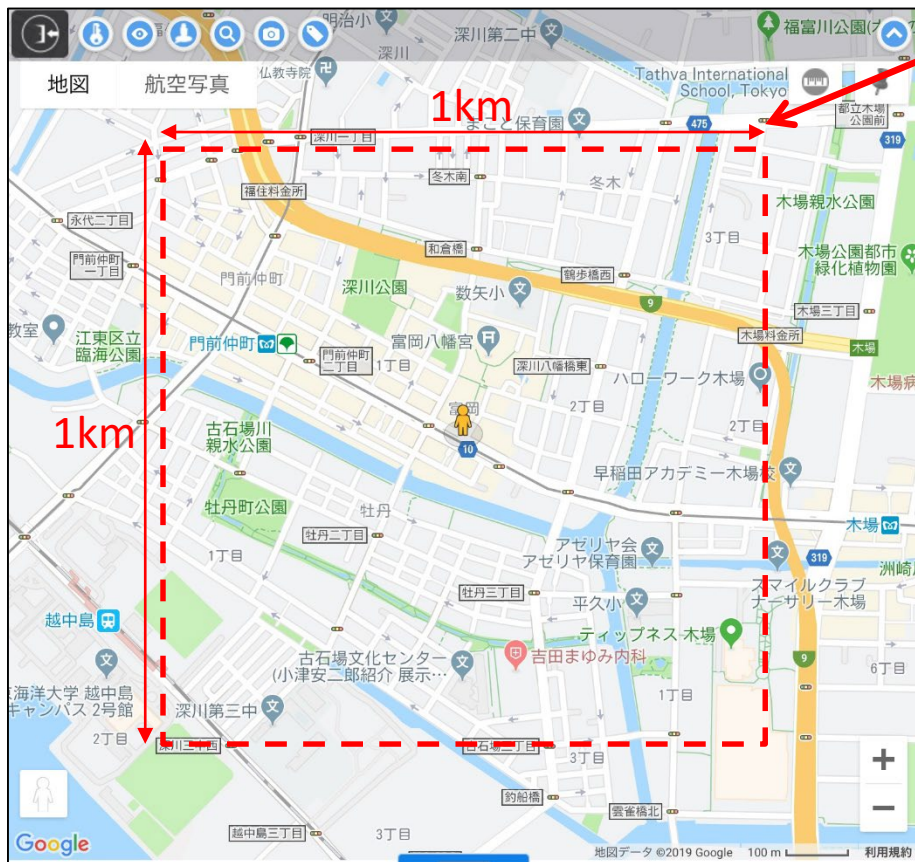 明治小
深川第二中
福富川公園
地図
航空写真
仏教寺院
深川
Tathva International
School, Tokyo
1km
まこと保育園
475
都立木場
公園前
319
深川一丁目
冬木南
冬木
福住料金所
木場親水公園
永代二丁目
和倉橋
3丁目
門前仲町
一丁目
門前仲町
深川公園
数矢小
鶴歩橋西
木場公園都市
緑化植物園
9
木場三丁目
教室
江東区立
臨海公園
門前仲町
富岡八幡宮
木場料金所
木場
門前仲町
二丁目
1丁目
深川八幡橋東
ハローワーク木場
木場病
富岡
2丁目
1km
古石場川
親水公園
10
2丁目
早稲田アカデミー木場校
牡丹町公園
牡丹
木場
牡丹二丁目
アゼリヤ会
アゼリヤ保育園
319
1丁目
洲崎
スマイルクラブ
ナーサリー木場
牡丹三丁目
平久小
越中島
ティップネス 木場
吉田まゆみ内科
9
古石場文化センター
(小津安二郎紹介 展示…
6丁目
海洋大学 越中島
キャンパス 2号館
深川第三中
1丁目
2丁目
深川三中西
古石場二丁目
3丁目
釣船橋
雲雀橋北
越中島三丁目
3丁目
Google
地図データ ©2019 Google
100 m
利用規約